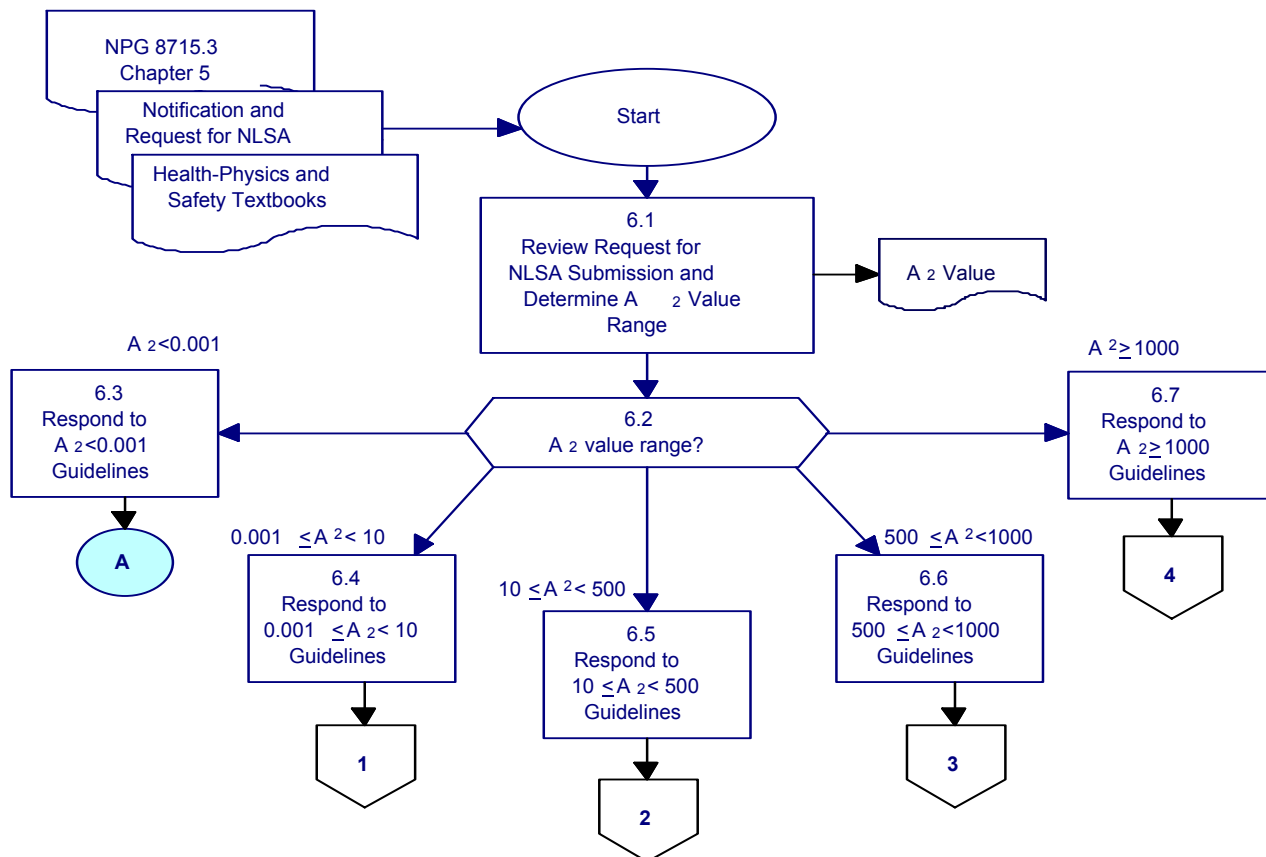 NPG 8715.3
Chapter 5
Notification and
Request for NLSA
Health-Physics and
Safety Textbooks
Start
6.1
Review Request for
NLSA Submission and
Determine A 2 Value
Range
A 2 Value
A 2<0.001
6.3
Respond to
A 2<0.001
Guidelines
A
6.2
A 2 value range?
A 2≥1000
6.7
Respond to
A 2≥1000
Guidelines
4
0.001 ≤A 2< 10
6.4
Respond to
0.001 ≤A 2< 10
Guidelines
1
10 ≤A 2< 500
6.5
Respond to
10 ≤A 2< 500
Guidelines
2
500 ≤A 2<1000
6.6
Respond to
500 ≤A 2<1000
Guidelines
3